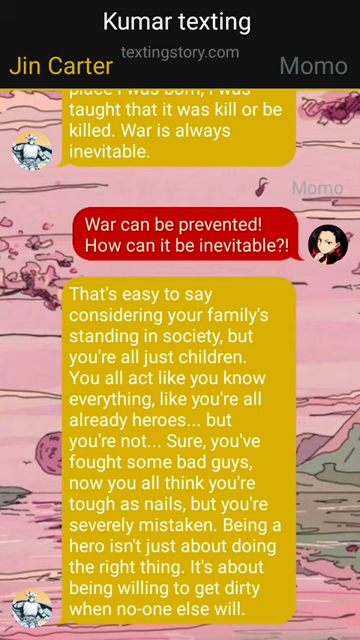 Kumar texting
textingstory.com
Jin Carter
Momo
place I was born, I was
taught that it was kill or be
killed. War is always
inevitable.
Momo
War can be prevented!
How can it be inevitable?!
That's easy to say
considering your family's
standing in society, but
you're all just children.
You all act like you know
everything, like you're all
already heroes... but
you're not... Sure, you've
fought some bad guys,
now you all think you're
tough as nails, but you're
severely mistaken. Being a
hero isn't just about doing
the right thing. It's about
being willing to get dirty
when no-one else will.